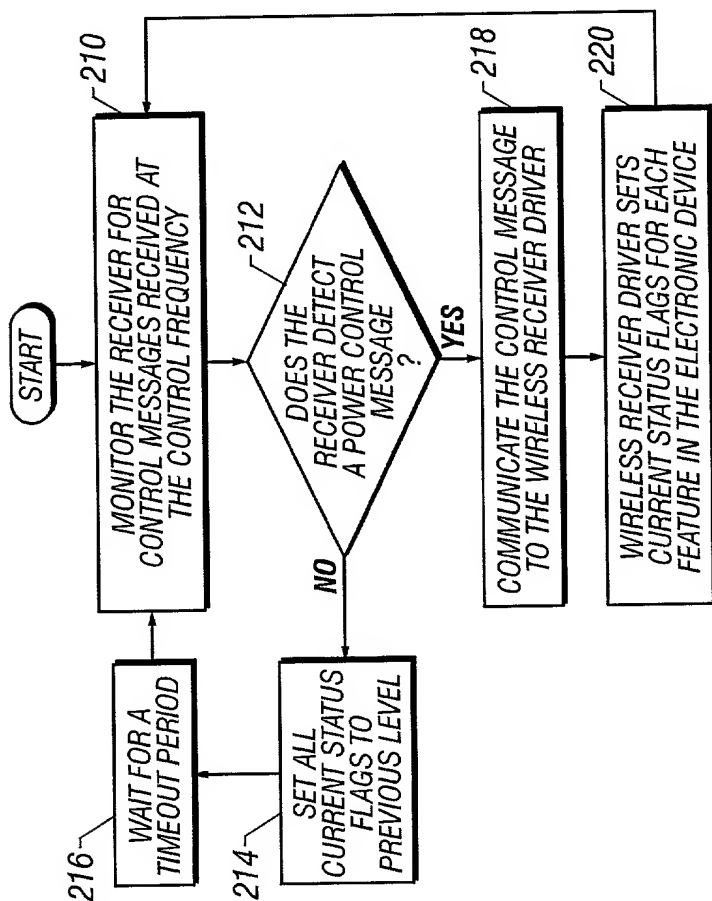 START
210
MONITOR THE RECEIVER FOR
CONTROL MESSAGES RECEIVED AT
THE CONTROL FREQUENCY
212
DOES THE
RECEIVER DETECT
A POWER CONTROL
MESSAGE
?
NO
YES
216
WAIT FOR A
TIMEOUT PERIOD
214
SET ALL
CURRENT STATUS
FLAGS TO
PREVIOUS LEVEL
218
COMMUNICATE THE CONTROL MESSAGE
TO THE WIRELESS RECEIVER DRIVER
220
WIRELESS RECEIVER DRIVER SETS
CURRENT STATUS FLAGS FOR EACH
FEATURE IN THE ELECTRONIC DEVICE